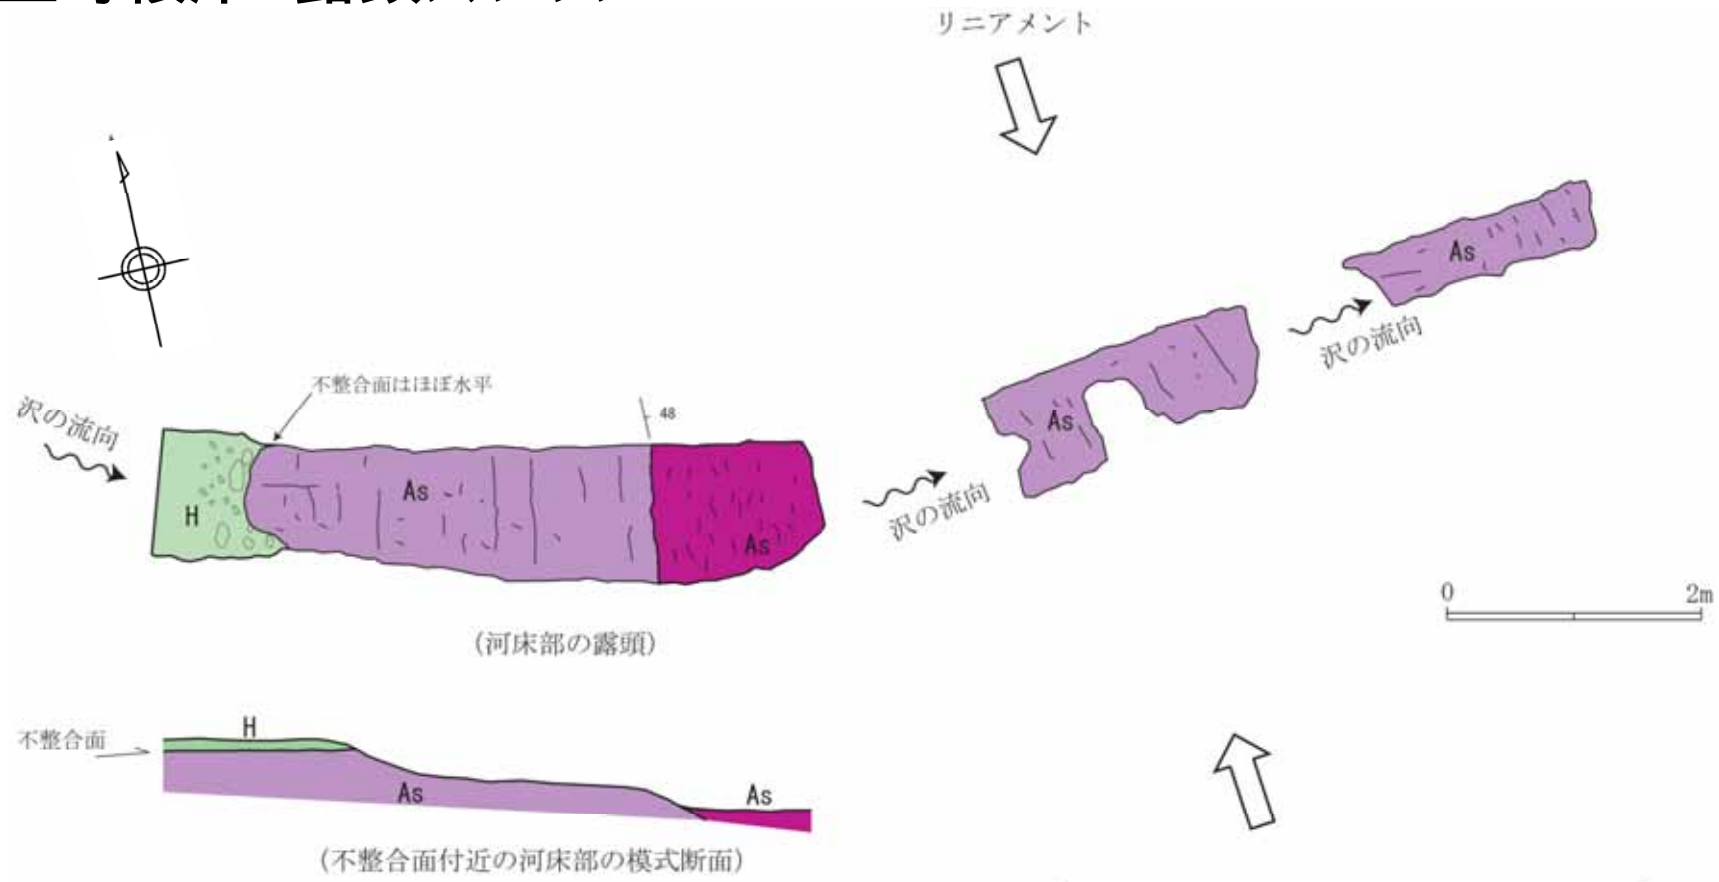 リニアメント
As
沢の流向
不整合面はほぼ水平
48
沢の流向
As
As
H
As
沢の流向
0 2m
(河床部の露頭)
H
不整合面
As
As
(不整合面付近の河床部の模式断面)